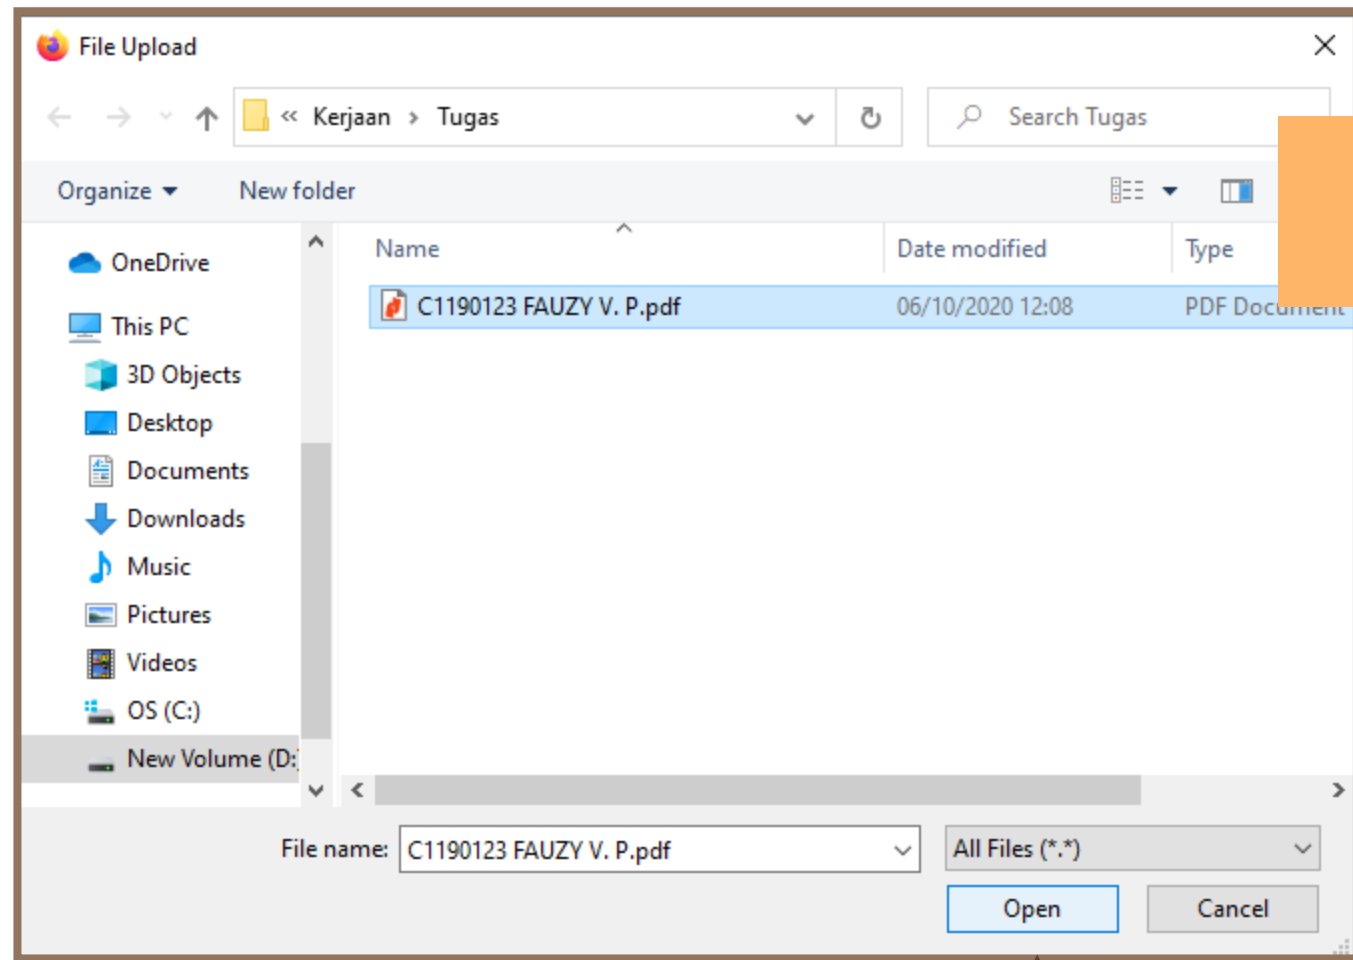 File Upload
« Kerjaan > Tugas
Search Tugas
Organize
New folder
Name
Date modified
Type
C1190123 FAUZY V. P.pdf
06/10/2020 12:08
PDF Document
OneDrive
This PC
3D Objects
Desktop
Documents
Downloads
Music
Pictures
Videos
OS (C:)
New Volume (D:)
File name:
C1190123 FAUZY V. P.pdf
All Files (*.*)
Open
Cancel